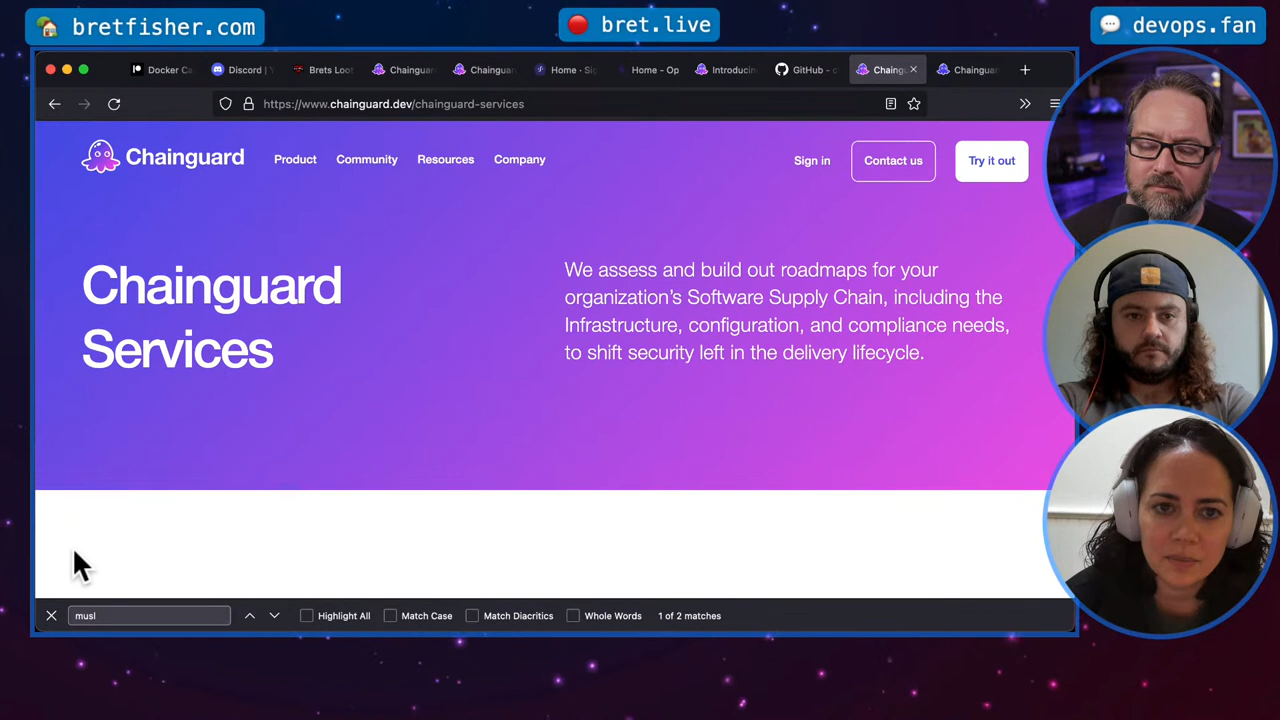 bretfisher.com
bret.live
devops.fan
Docker Ca
Discord | Y
Brets Loot
Chainguar
Chainguar
Home · Sig
Home - Op
Introducin
GitHub - c
Chaing
Chainguar
https://www.chainguard.dev/chainguard-services
Chainguard
Product
Community
Resources
Company
Sign in
Contact us
Try it out
Chainguard
Services
We assess and build out roadmaps for your
organization's Software Supply Chain, including the
Infrastructure, configuration, and compliance needs,
to shift security left in the delivery lifecycle.
musl
Highlight All
Match Case
Match Diacritics
Whole Words
1 of 2 matches